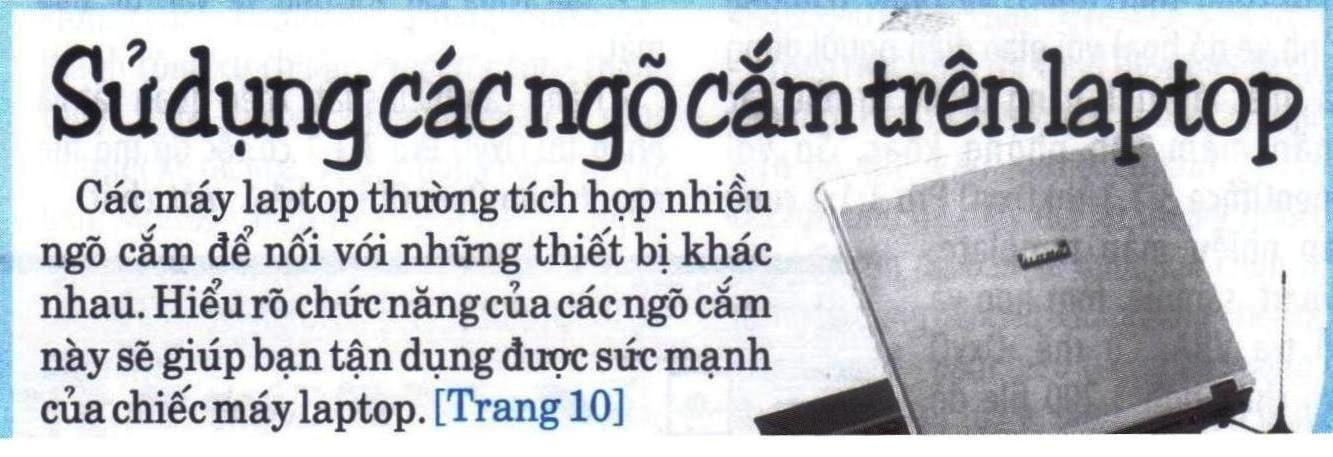 Sử dụng các ngõ cắm trên laptop
Các máy laptop thường tích hợp nhiều
ngõ cắm để nối với những thiết bị khác
nhau. Hiểu rõ chức năng của các ngõ cắm
này sẽ giúp bạn tận dụng được sức mạnh
của chiếc máy laptop. [Trang 10]